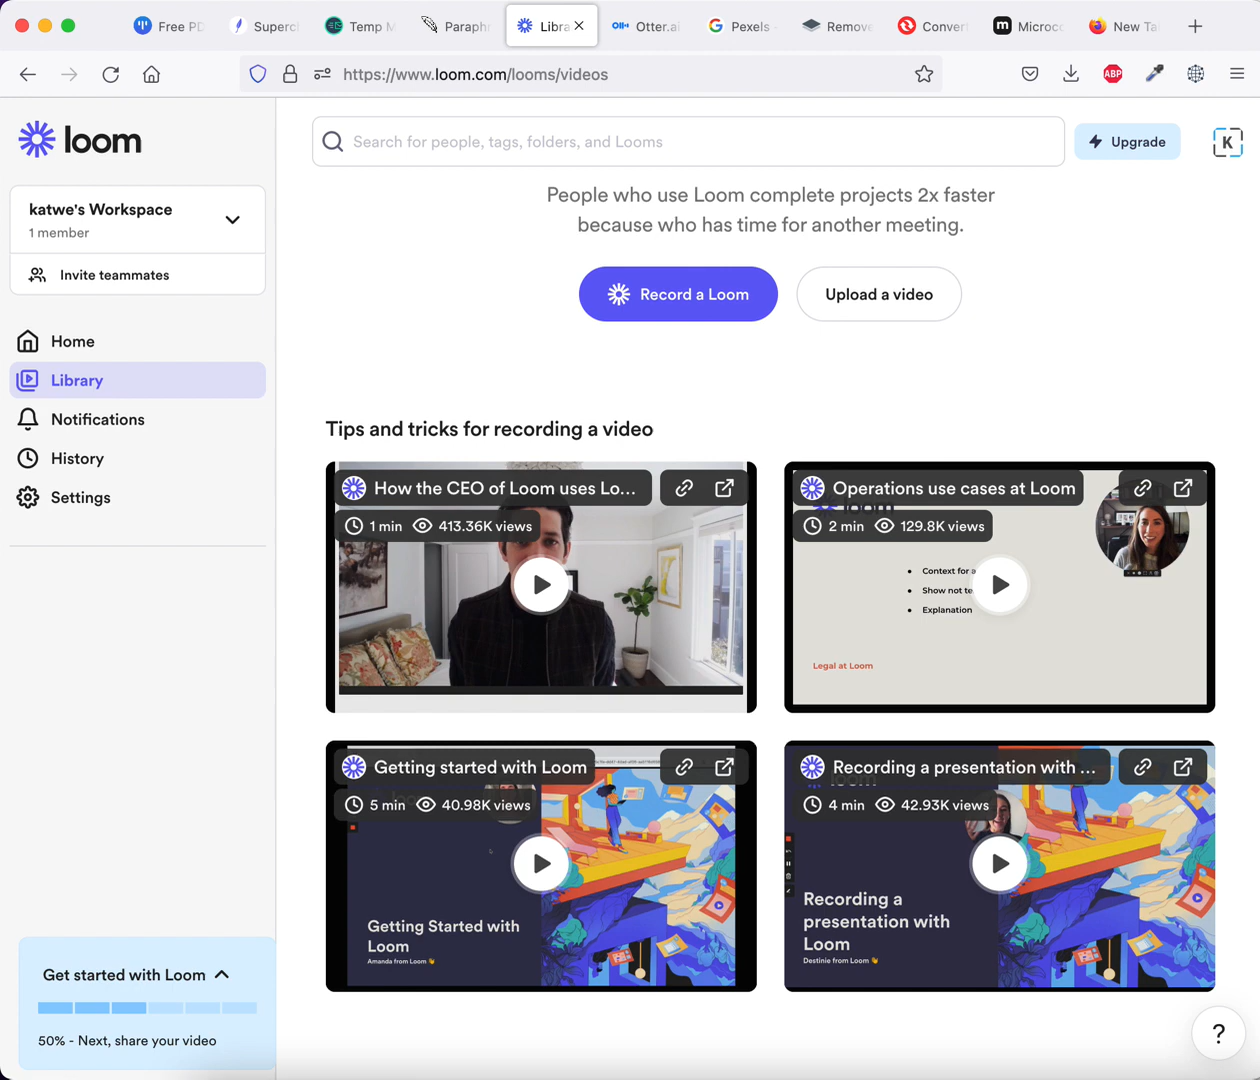 Free PD
Superc
Temp M
Paraphr
Libra
Otter.ai
Pexels -
Remove
Convert
Microc
New Ta
https://www.loom.com/looms/videos
ABP
loom
Search for people, tags, folders, and Looms
Upgrade
K
katwe's Workspace
1 member
Invite teammates
Home
Library
Notifications
History
Settings
People who use Loom complete projects 2x faster
because who has time for another meeting.
Record a Loom
Upload a video
Tips and tricks for recording a video
How the CEO of Loom uses Lo...
1 min 413.36K views
Operations use cases at Loom
loom
2 min 129.8K views
Context for a
Show not te
Explanation
Legal at Loom
Getting started with Loom
5 min 40.98K views
Getting Started with
Loom
Amanda from Loom 👋
Recording a presentation with ...
loom
4 min 42.93K views
Recording a
presentation with
Loom
Destinie from Loom 👋
Get started with Loom
50% - Next, share your video
?